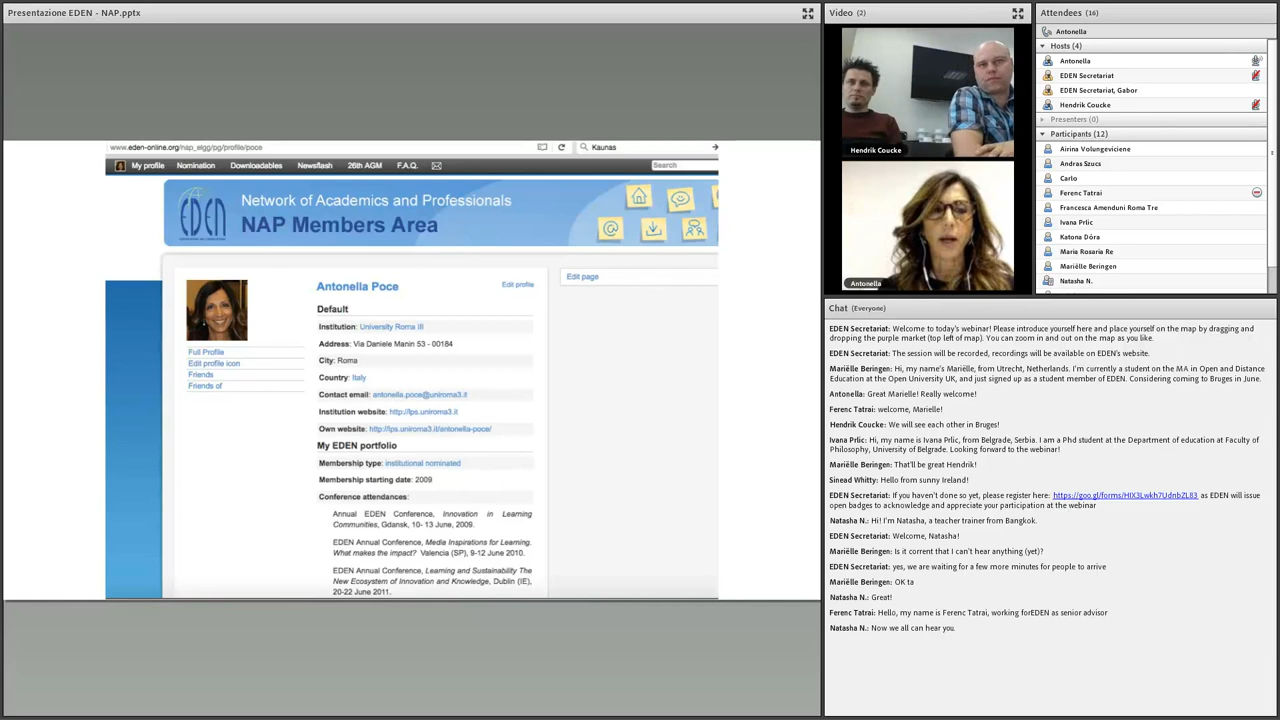 Presentazione EDEN - NAP.pptx
www.eden-online.org/nap_elgg/pg/profile/poce
Kaunas
My profile Nomination Downloadables Newsflash 26th AGM F.A.Q. Search
EDEN
Network of Academics and Professionals
NAP Members Area
Antonella Poce
Edit profile
Edit page
Full Profile
Edit profile icon
Friends
Friends of
Default
Institution: University Roma III
Address: Via Daniele Manin 53 - 00184
City: Roma
Country: Italy
Contact email: antonella.poce@uniroma3.it
Institution website: http://lps.uniroma3.it
Own website: http://lps.uniroma3.it/antonella-poce/
My EDEN portfolio
Membership type: institutional nominated
Membership starting date: 2009
Conference attendances:
Annual EDEN Conference, Innovation in Learning
Communities, Gdansk, 10- 13 June, 2009.
EDEN Annual Conference, Media Inspirations for Learning.
What makes the impact? Valencia (SP), 9-12 June 2010.
EDEN Annual Conference, Learning and Sustainability The
New Ecosystem of Innovation and Knowledge, Dublin (IE),
20-22 June 2011.
Video (2)
Hendrik Coucke
Antonella
Attendees (16)
Antonella
Hosts (4)
Antonella
EDEN Secretariat
EDEN Secretariat, Gabor
Hendrik Coucke
Presenters (0)
Participants (12)
Airina Volungeviciene
Andras Szucs
Carlo
Ferenc Tatrai
Francesca Amenduni Roma Tre
Ivana Prlic
Katona Dóra
Maria Rosaria Re
Mariëlle Beringen
Natasha N.
Chat (Everyone)
EDEN Secretariat: Welcome to today's webinar! Please introduce yourself here and place yourself on the map by dragging and
dropping the purple market (top left of map). You can zoom in and out on the map as you like.
EDEN Secretariat: The session will be recorded, recordings will be available on EDEN's website.
Mariëlle Beringen: Hi, my name's Mariëlle, from Utrecht, Netherlands. I'm currently a student on the MA in Open and Distance
Education at the Open University UK, and just signed up as a student member of EDEN. Considering coming to Bruges in June.
Antonella: Great Marielle! Really welcome!
Ferenc Tatrai: welcome, Marielle!
Hendrik Coucke: We will see each other in Bruges!
Ivana Prlic: Hi, my name is Ivana Prlic, from Belgrade, Serbia. I am a Phd student at the Department of education at Faculty of
Philosophy, University of Belgrade. Looking forward to the webinar!
Mariëlle Beringen: That'll be great Hendrik!
Sinead Whitty: Hello from sunny Ireland!
EDEN Secretariat: If you haven't done so yet, please register here: https://goo.gl/forms/HIX3Lwkh7UdnbZL83 as EDEN will issue
open badges to acknowledge and appreciate your participation at the webinar
Natasha N.: Hi! I'm Natasha, a teacher trainer from Bangkok.
EDEN Secretariat: Welcome, Natasha!
Mariëlle Beringen: Is it corrent that I can't hear anything (yet)?
EDEN Secretariat: yes, we are waiting for a few more minutes for people to arrive
Mariëlle Beringen: OK ta
Natasha N.: Great!
Ferenc Tatrai: Hello, my name is Ferenc Tatrai, working forEDEN as senior advisor
Natasha N.: Now we all can hear you.